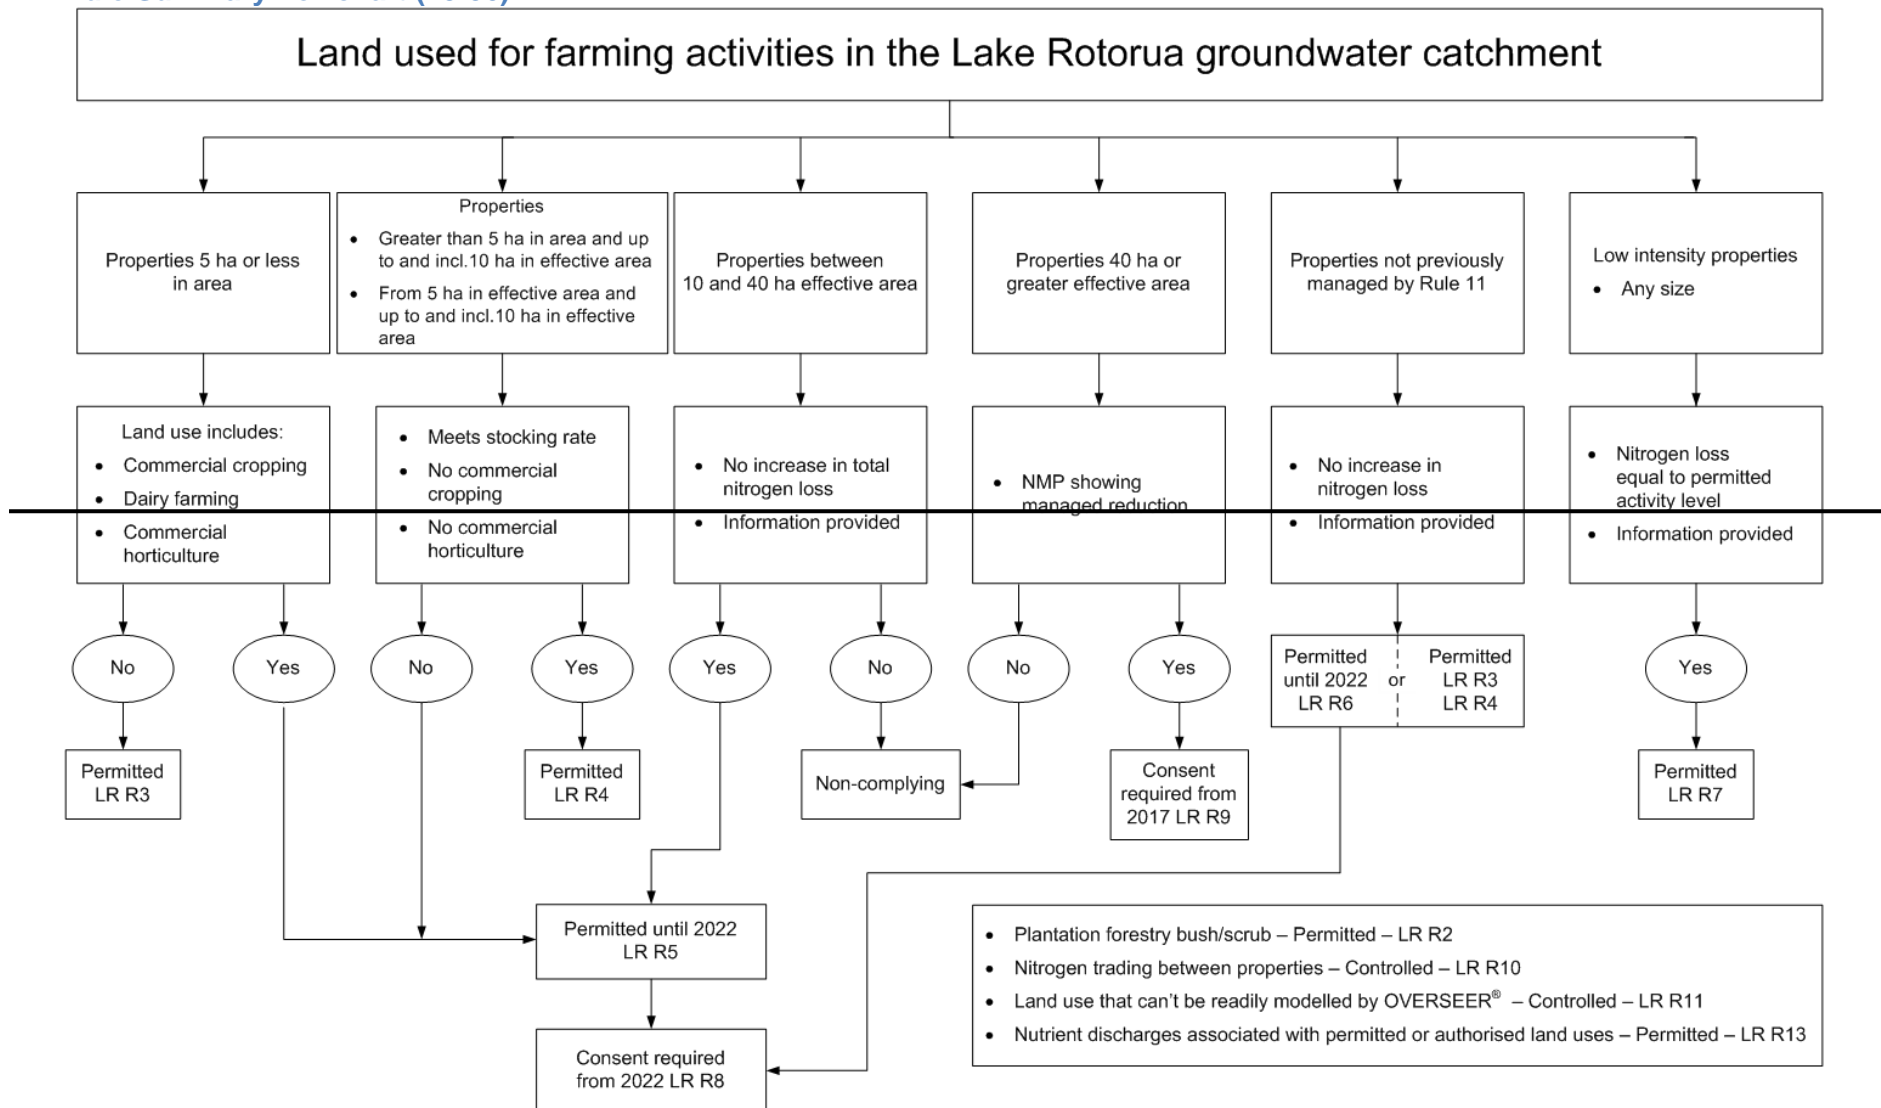 Land used for farming activities in the Lake Rotorua groundwater catchment
Properties 5 ha or less
in area
Properties
• Greater than 5 ha in area and up
to and incl.10 ha in effective area
• From 5 ha in effective area and
up to and incl.10 ha in effective
area
Properties between
10 and 40 ha effective area
Properties 40 ha or
greater effective area
Properties not previously
managed by Rule 11
Low intensity properties
• Any size
Land use includes:
• Commercial cropping
• Dairy farming
• Commercial
horticulture
• Meets stocking rate
• No commercial
cropping
• No commercial
horticulture
• No increase in total
nitrogen loss
• Information provided
• NMP showing
managed reduction
• No increase in
nitrogen loss
• Information provided
• Nitrogen loss
equal to permitted
activity level
• Information provided
No
Yes
No
Yes
Yes
No
No
Yes
Permitted
until 2022
LR R6
or
Permitted
LR R3
LR R4
Yes
Permitted
LR R3
Permitted
LR R4
Non-complying
Consent
required from
2017 LR R9
Permitted
LR R7
Permitted until 2022
LR R5
Consent required
from 2022 LR R8
• Plantation forestry bush/scrub – Permitted – LR R2
• Nitrogen trading between properties – Controlled – LR R10
• Land use that can't be readily modelled by OVERSEER® – Controlled – LR R11
• Nutrient discharges associated with permitted or authorised land uses – Permitted – LR R13